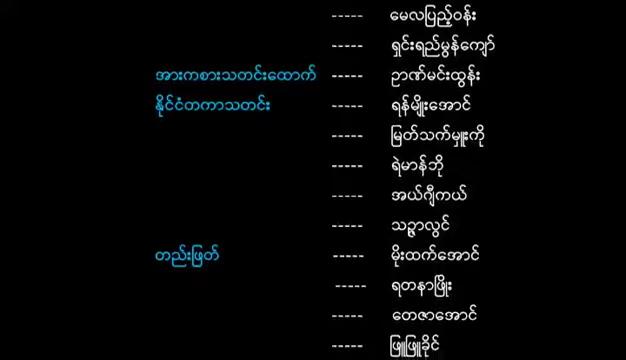 ----- မေလပြည့်ဝန်း
----- ရှင်းရည်မွန်ကျော်
အားကစားသတင်းထောက် ----- ဉာဏ်မင်းထွန်း
နိုင်ငံတကာသတင်း ----- ရန်မျိုးအောင်
----- မြတ်သက်မှူးကို
----- ရဲမာန်ဘို
----- အယ်ဂျီကယ်
----- သဥ္ဇာလွင်
တည်းဖြတ် ----- မိုးထက်အောင်
----- ရတနာဖြိုး
----- တေဇာအောင်
----- ဖြူဖြူခိုင်